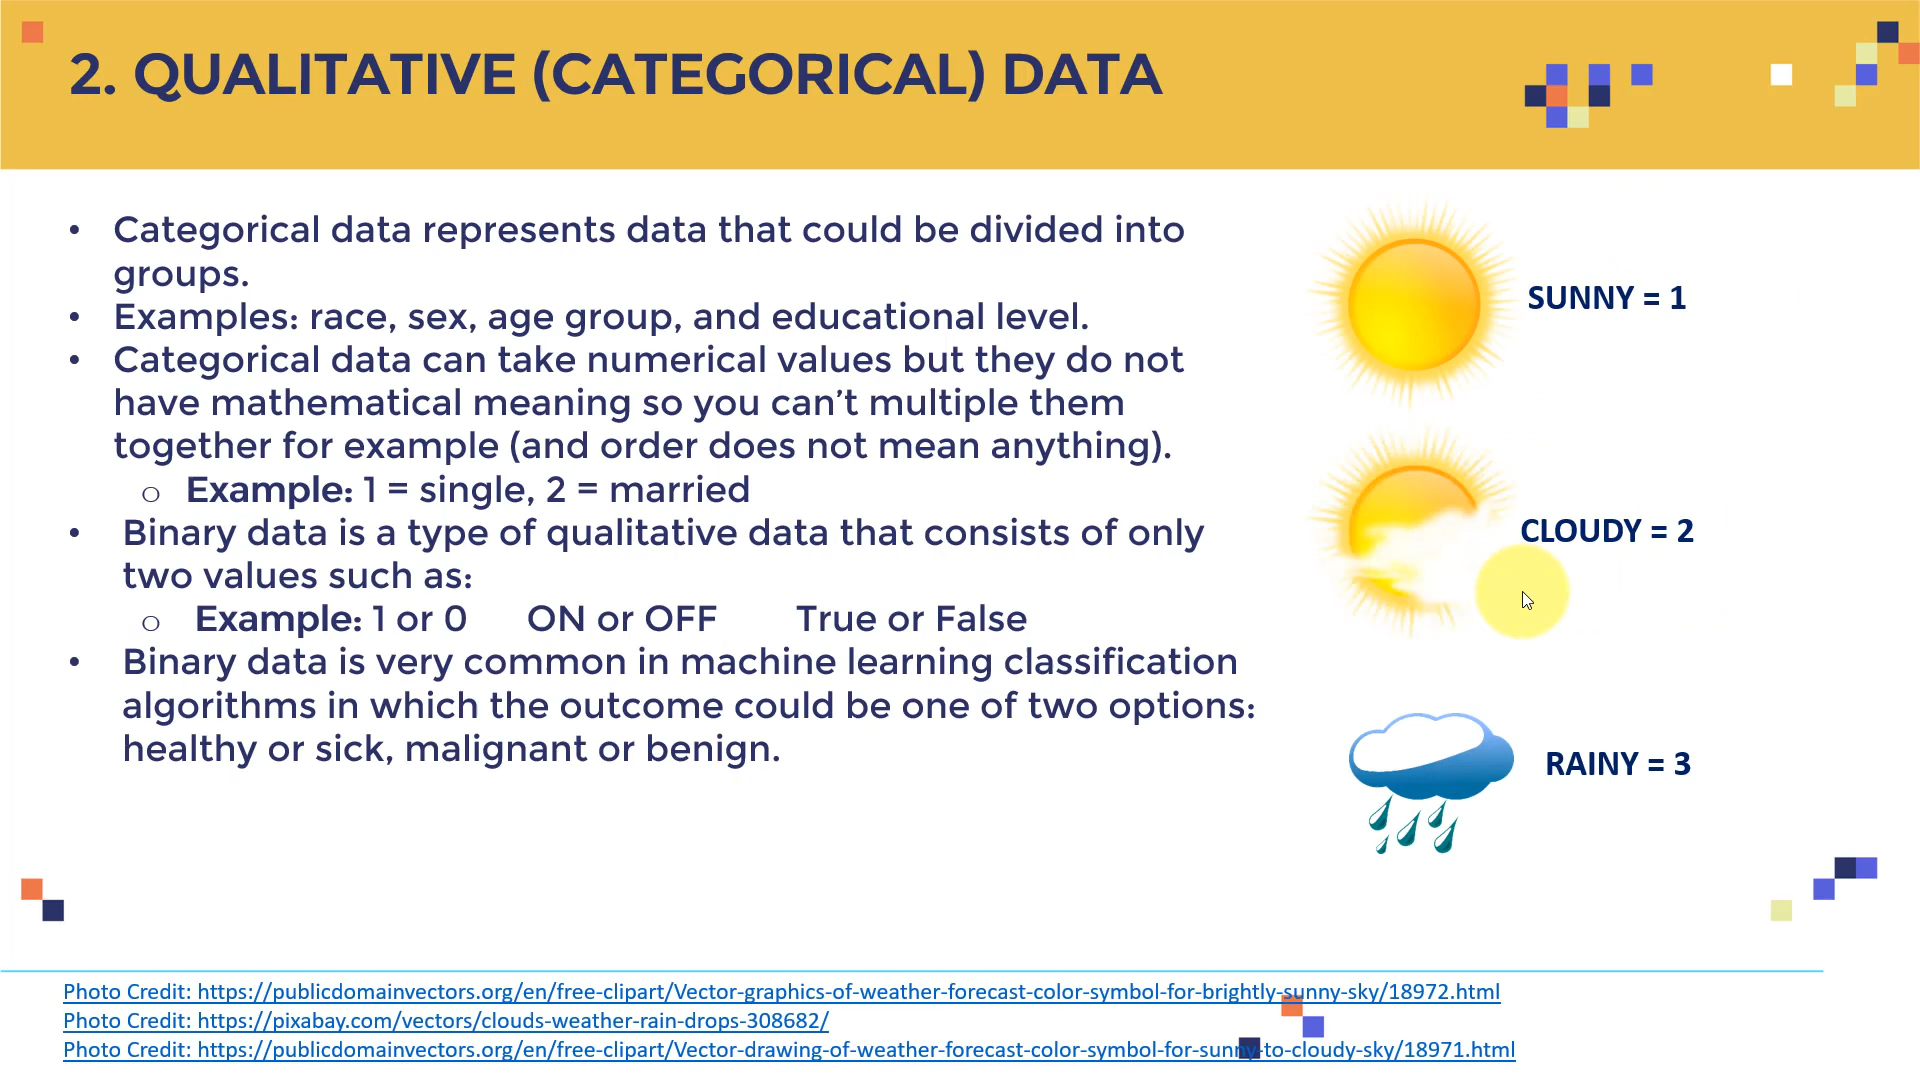 2. QUALITATIVE (CATEGORICAL) DATA
• Categorical data represents data that could be divided into
groups.
• Examples: race, sex, age group, and educational level.
• Categorical data can take numerical values but they do not
have mathematical meaning so you can’t multiple them
together for example (and order does not mean anything).
o Example: 1 = single, 2 = married
• Binary data is a type of qualitative data that consists of only
two values such as:
o Example: 1 or 0 ON or OFF True or False
• Binary data is very common in machine learning classification
algorithms in which the outcome could be one of two options:
healthy or sick, malignant or benign.
SUNNY = 1
CLOUDY = 2
RAINY = 3
Photo Credit: https://publicdomainvectors.org/en/free-clipart/Vector-graphics-of-weather-forecast-color-symbol-for-brightly-sunny-sky/18972.html
Photo Credit: https://pixabay.com/vectors/clouds-weather-rain-drops-308682/
Photo Credit: https://publicdomainvectors.org/en/free-clipart/Vector-drawing-of-weather-forecast-color-symbol-for-sunny-to-cloudy-sky/18971.html